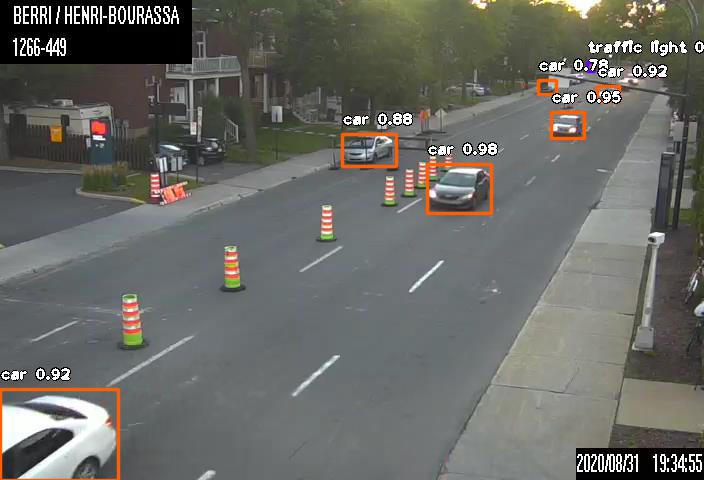 BERRI / HENRI-BOURASSA
1266-449
traffic light 0
car 0.78
car 0.92
car 0.95
car 0.88
car 0.98
car 0.92
2020/08/31 19:34:55